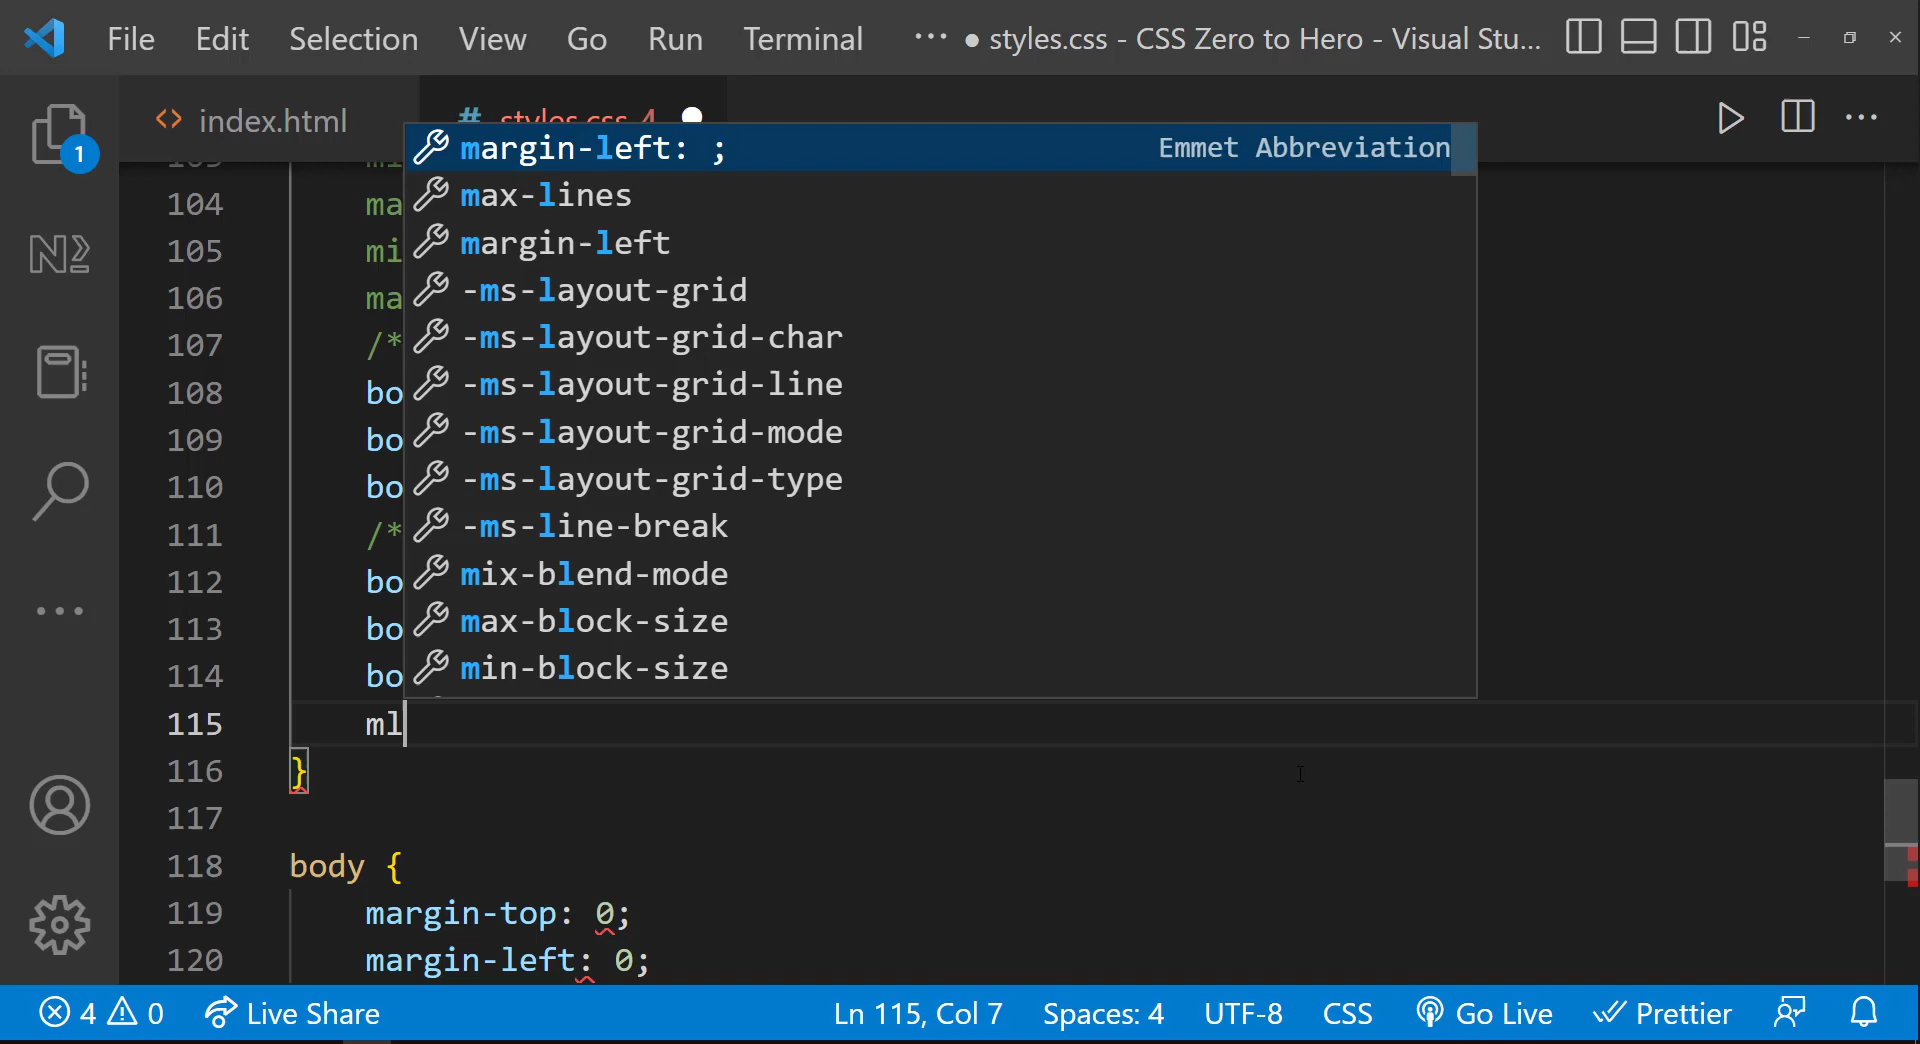 File Edit Selection View Go Run Terminal ··· ● styles.css - CSS Zero to Hero - Visual Stu...
<> index.html # styles.css 4 ●
1
margin-left: ; Emmet Abbreviation
104 ma max-lines
105 mi margin-left
106 ma -ms-layout-grid
107 /* -ms-layout-grid-char
108 bo -ms-layout-grid-line
109 bo -ms-layout-grid-mode
110 bo -ms-layout-grid-type
111 /* -ms-line-break
112 bo mix-blend-mode
113 bo max-block-size
114 bo min-block-size
115 ml
116 }
117
118 body {
119 margin-top: 0;
120 margin-left: 0;
4 0 Live Share Ln 115, Col 7 Spaces: 4 UTF-8 CSS Go Live Prettier